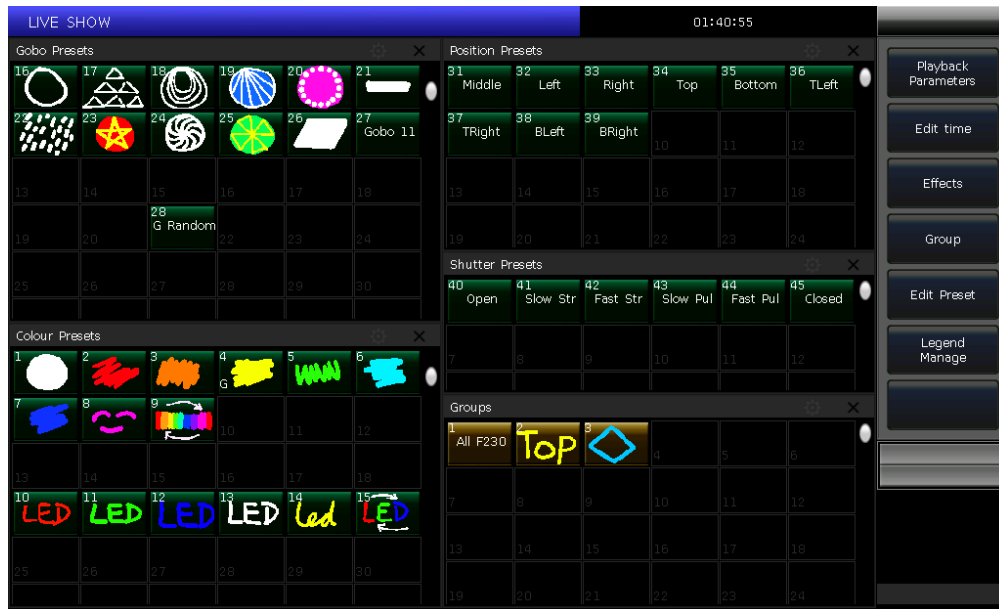 LIVE SHOW
01:40:55
Gobo Presets
16 17 18 19 20 21
22 23 24 25 26 27
Gobo 11
13 14 15 16 17 18
28
G Random
19 20 22 23 24
25 26 27 28 29 30
Colour Presets
1 2 3 4 5 6
G
7 8 9 10 11 12
13 14 15 16 17 18
10 11 12 13 14 15
LED LED LED LED Led LED
25 26 27 28 29 30
Position Presets
31 32 33 34 35 36
Middle Left Right Top Bottom TLeft
37 38 39
TRight BLeft BRight
10 11 12
13 14 15 16 17 18
19 20 21 22 23 24
Shutter Presets
40 41 42 43 44 45
Open Slow Str Fast Str Slow Pul Fast Pul Closed
7 8 9 10 11 12
Groups
1 2 3
All F230 TOP
4 5 6
7 8 9 10 11 12
13 14 15 16 17 18
19 20 21 22 23 24
Playback
Parameters
Edit time
Effects
Group
Edit Preset
Legend
Manage